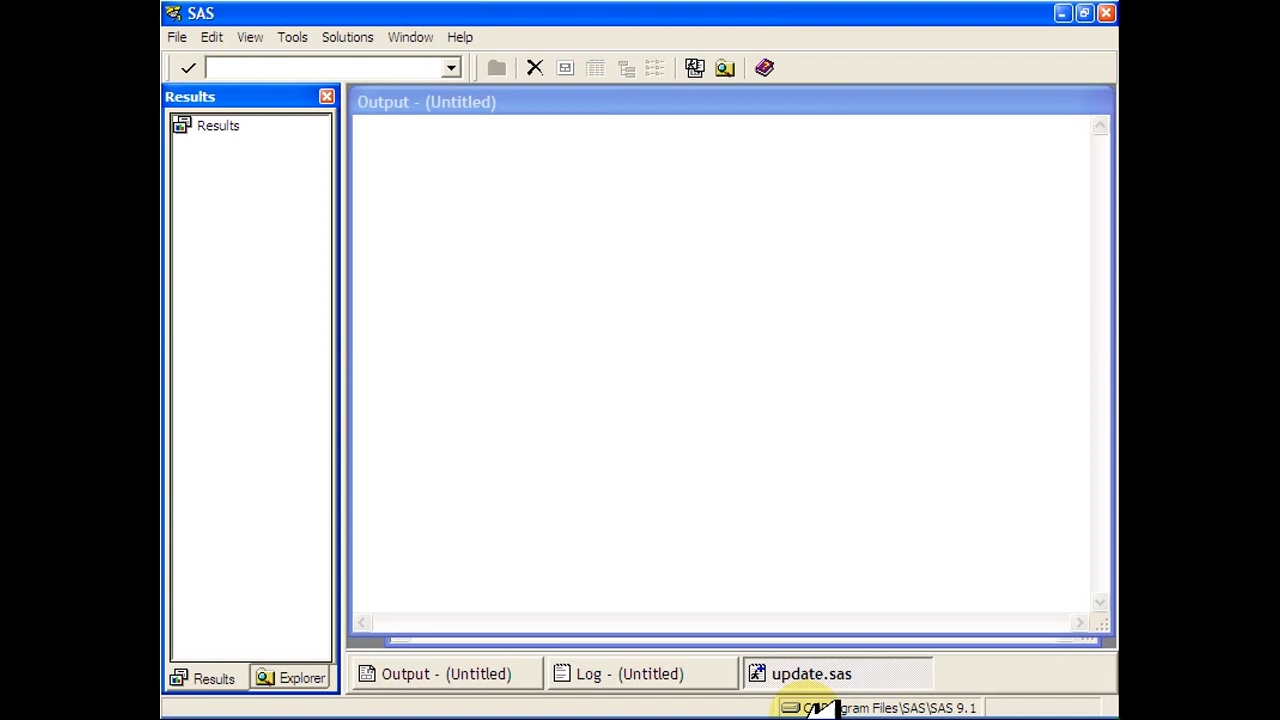 SAS
File Edit View Tools Solutions Window Help
Results
Output - (Untitled)
Results
Results
Explorer
Output - (Untitled)
Log - (Untitled)
update.sas
gram Files\SAS\SAS 9.1